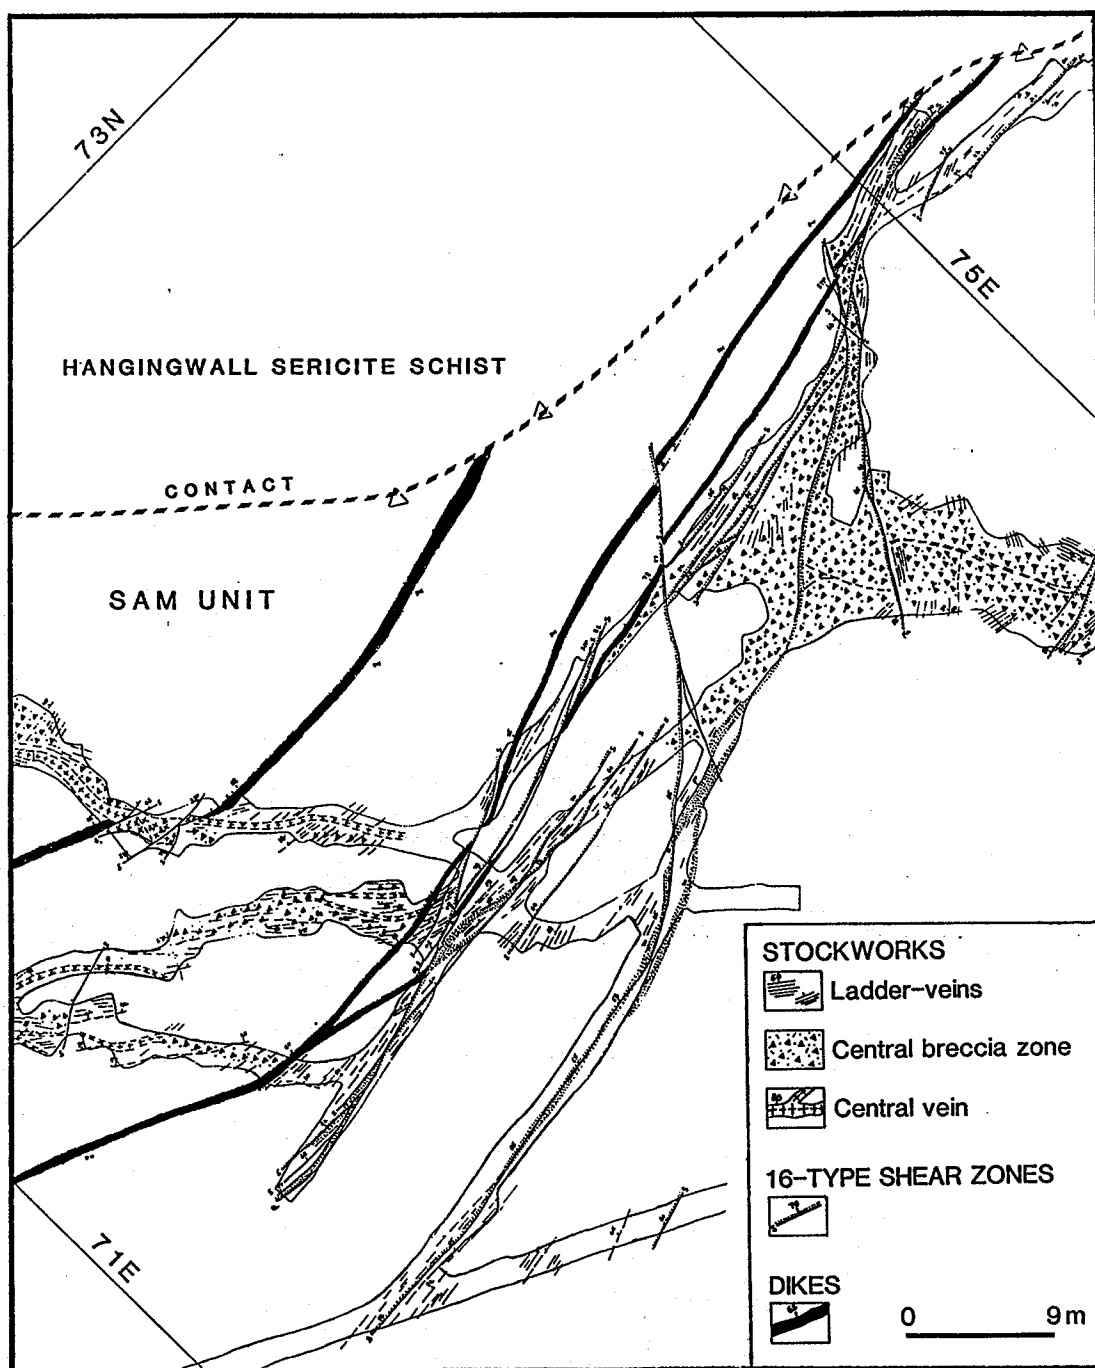 73N
75E
HANGINGWALL SERICITE SCHIST
CONTACT
SAM UNIT
71E
STOCKWORKS
Ladder-veins
Central breccia zone
Central vein
16-TYPE SHEAR ZONES
DIKES
0 9m